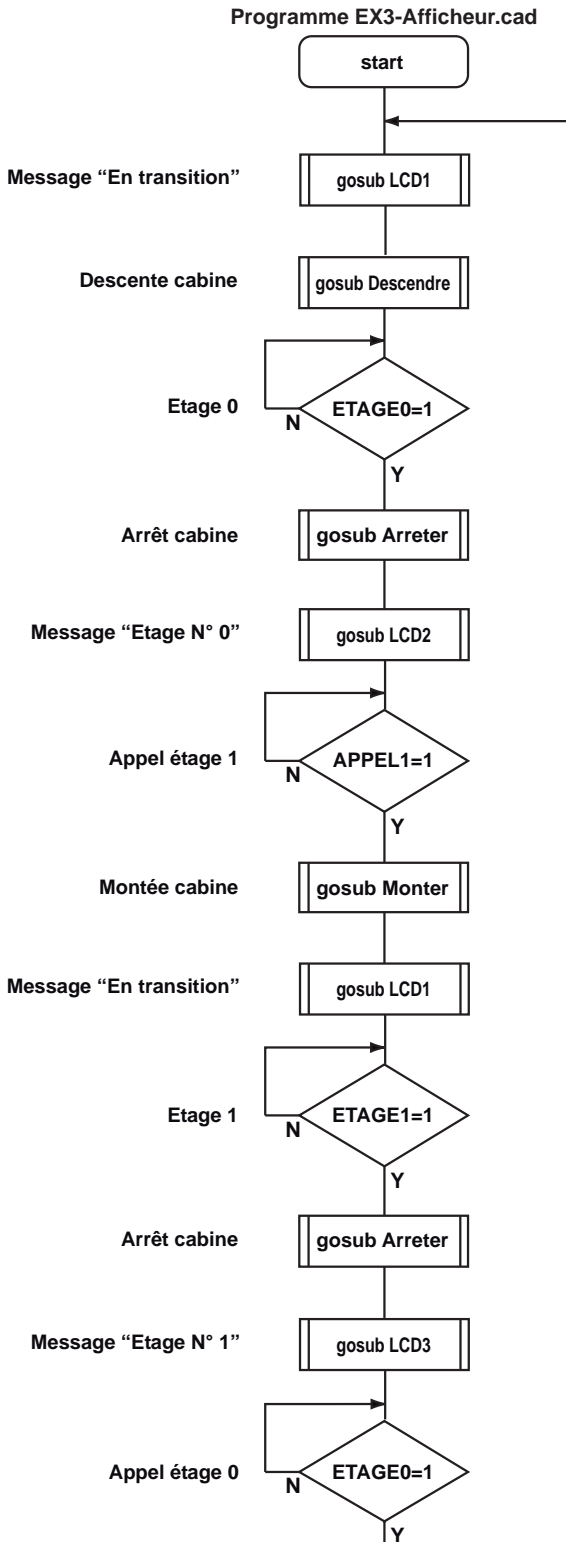 Programme EX3-Afficheur.cad
start
Message “En transition”
gosub LCD1
Descente cabine
gosub Descendre
Etage 0
ETAGE0=1
N
Y
Arrêt cabine
gosub Arreter
Message “Etage N° 0”
gosub LCD2
Appel étage 1
APPEL1=1
N
Y
Montée cabine
gosub Monter
Message “En transition”
gosub LCD1
Etage 1
ETAGE1=1
N
Y
Arrêt cabine
gosub Arreter
Message “Etage N° 1”
gosub LCD3
Appel étage 0
ETAGE0=1
N
Y